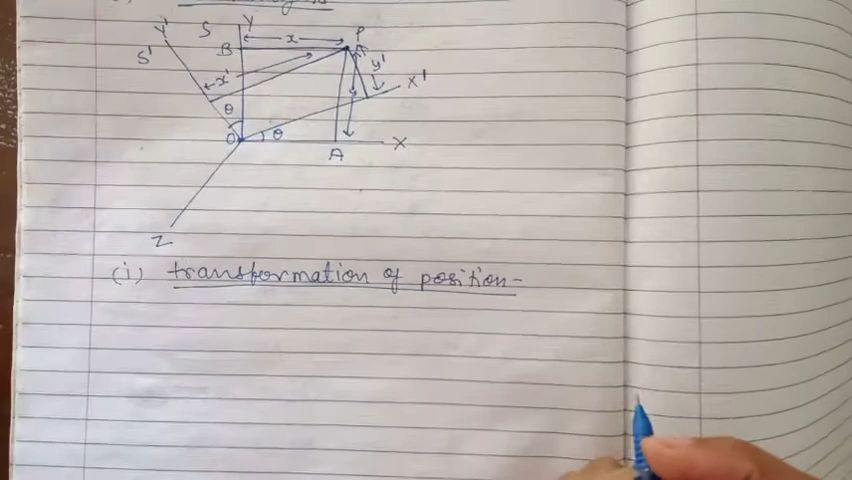 Y' S Y P
B x
S' y'
x' X'
θ
O θ X
A
Z
(i) transformation of position-